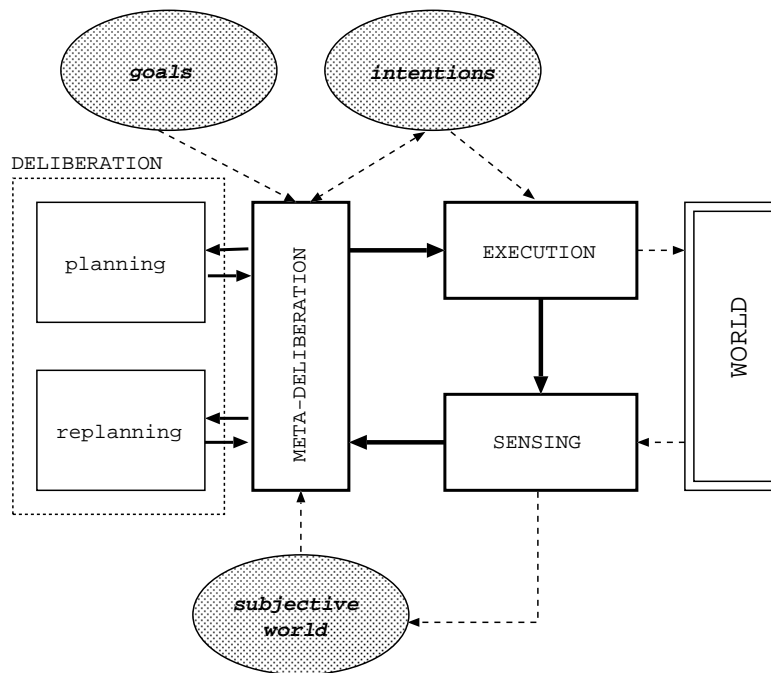 goals
intentions
DELIBERATION
planning
META-DELIBERATION
EXECUTION
WORLD
replanning
SENSING
subjective
world